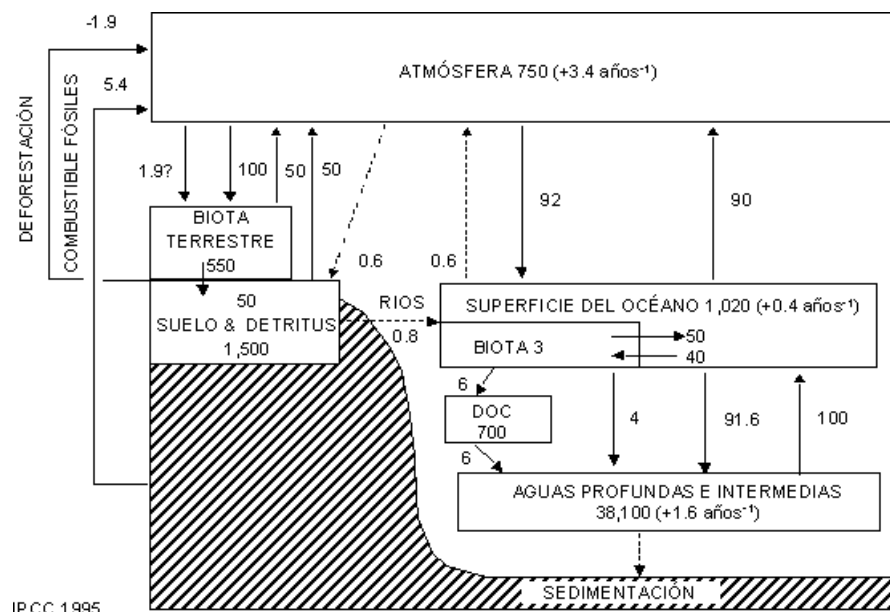 -1.9
ATMÓSFERA 750 (+3.4 años⁻¹)
5.4
DEFORESTACIÓN
COMBUSTIBLE FÓSILES
1.9?
100
50
50
92
90
BIOTA
TERRESTRE
550
0.6
0.6
50
SUELO & DETRITUS
1,500
RIOS
0.8
SUPERFICIE DEL OCÉANO 1,020 (+0.4 años⁻¹)
50
BIOTA 3
40
6
DOC
700
4
91.6
100
6
AGUAS PROFUNDAS E INTERMEDIAS
38,100 (+1.6 años⁻¹)
SEDIMENTACIÓN
IPCC 1995